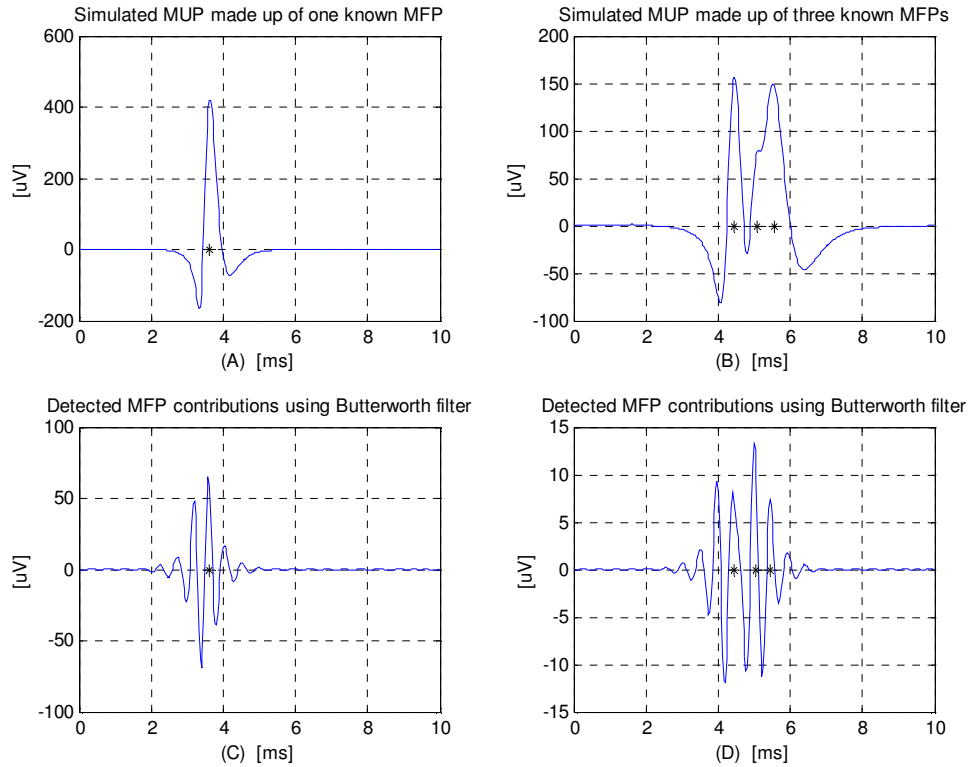 Simulated MUP made up of one known MFP
600
400
200
0
-200
[uV]
0 2 4 6 8 10
(A) [ms]
Simulated MUP made up of three known MFPs
200
150
100
50
0
-50
-100
[uV]
0 2 4 6 8 10
(B) [ms]
Detected MFP contributions using Butterworth filter
100
50
0
-50
-100
[uV]
0 2 4 6 8 10
(C) [ms]
Detected MFP contributions using Butterworth filter
15
10
5
0
-5
-10
-15
[uV]
0 2 4 6 8 10
(D) [ms]